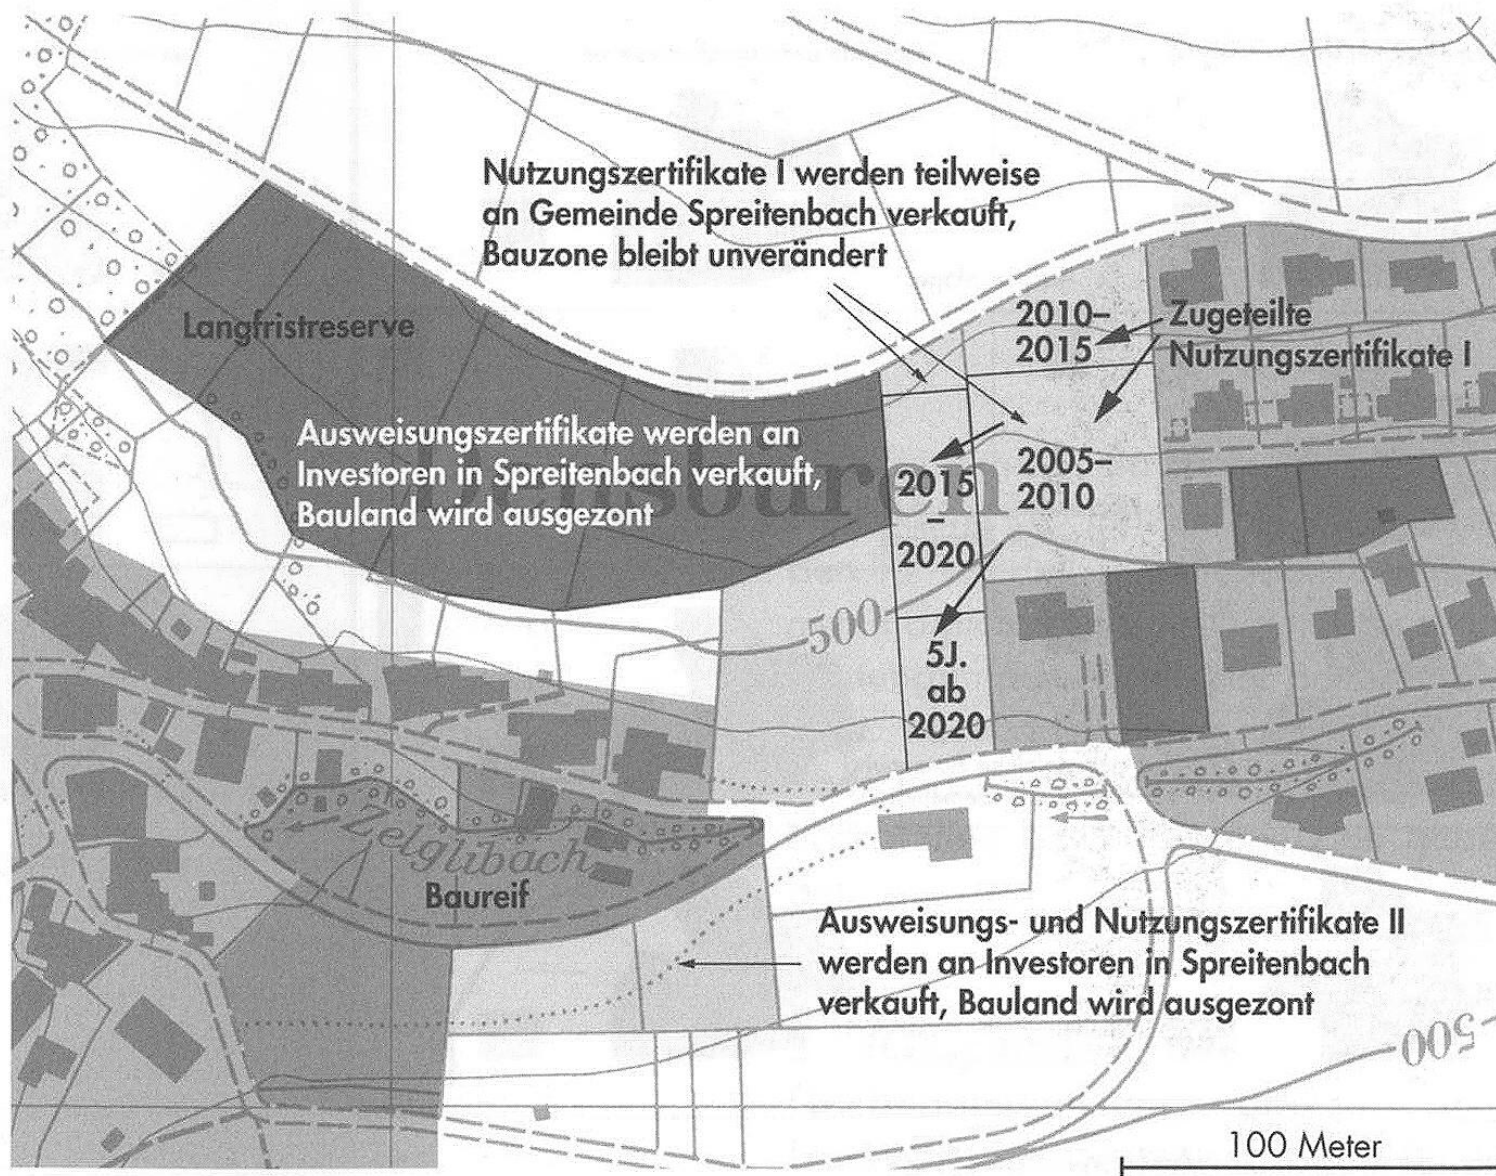 Nutzungszertifikate I werden teilweise
an Gemeinde Spreitenbach verkauft,
Bauzone bleibt unverändert
Langfristreserve
2010–
2015
Zugeteilte
Nutzungszertifikate I
Ausweisungszertifikate werden an
Investoren in Spreitenbach verkauft,
Bauland wird ausgezont
Densbüren
2015
–
2020
2005–
2010
500
5J.
ab
2020
Zelglibach
Baureif
Ausweisungs- und Nutzungszertifikate II
werden an Investoren in Spreitenbach
verkauft, Bauland wird ausgezont
500
100 Meter